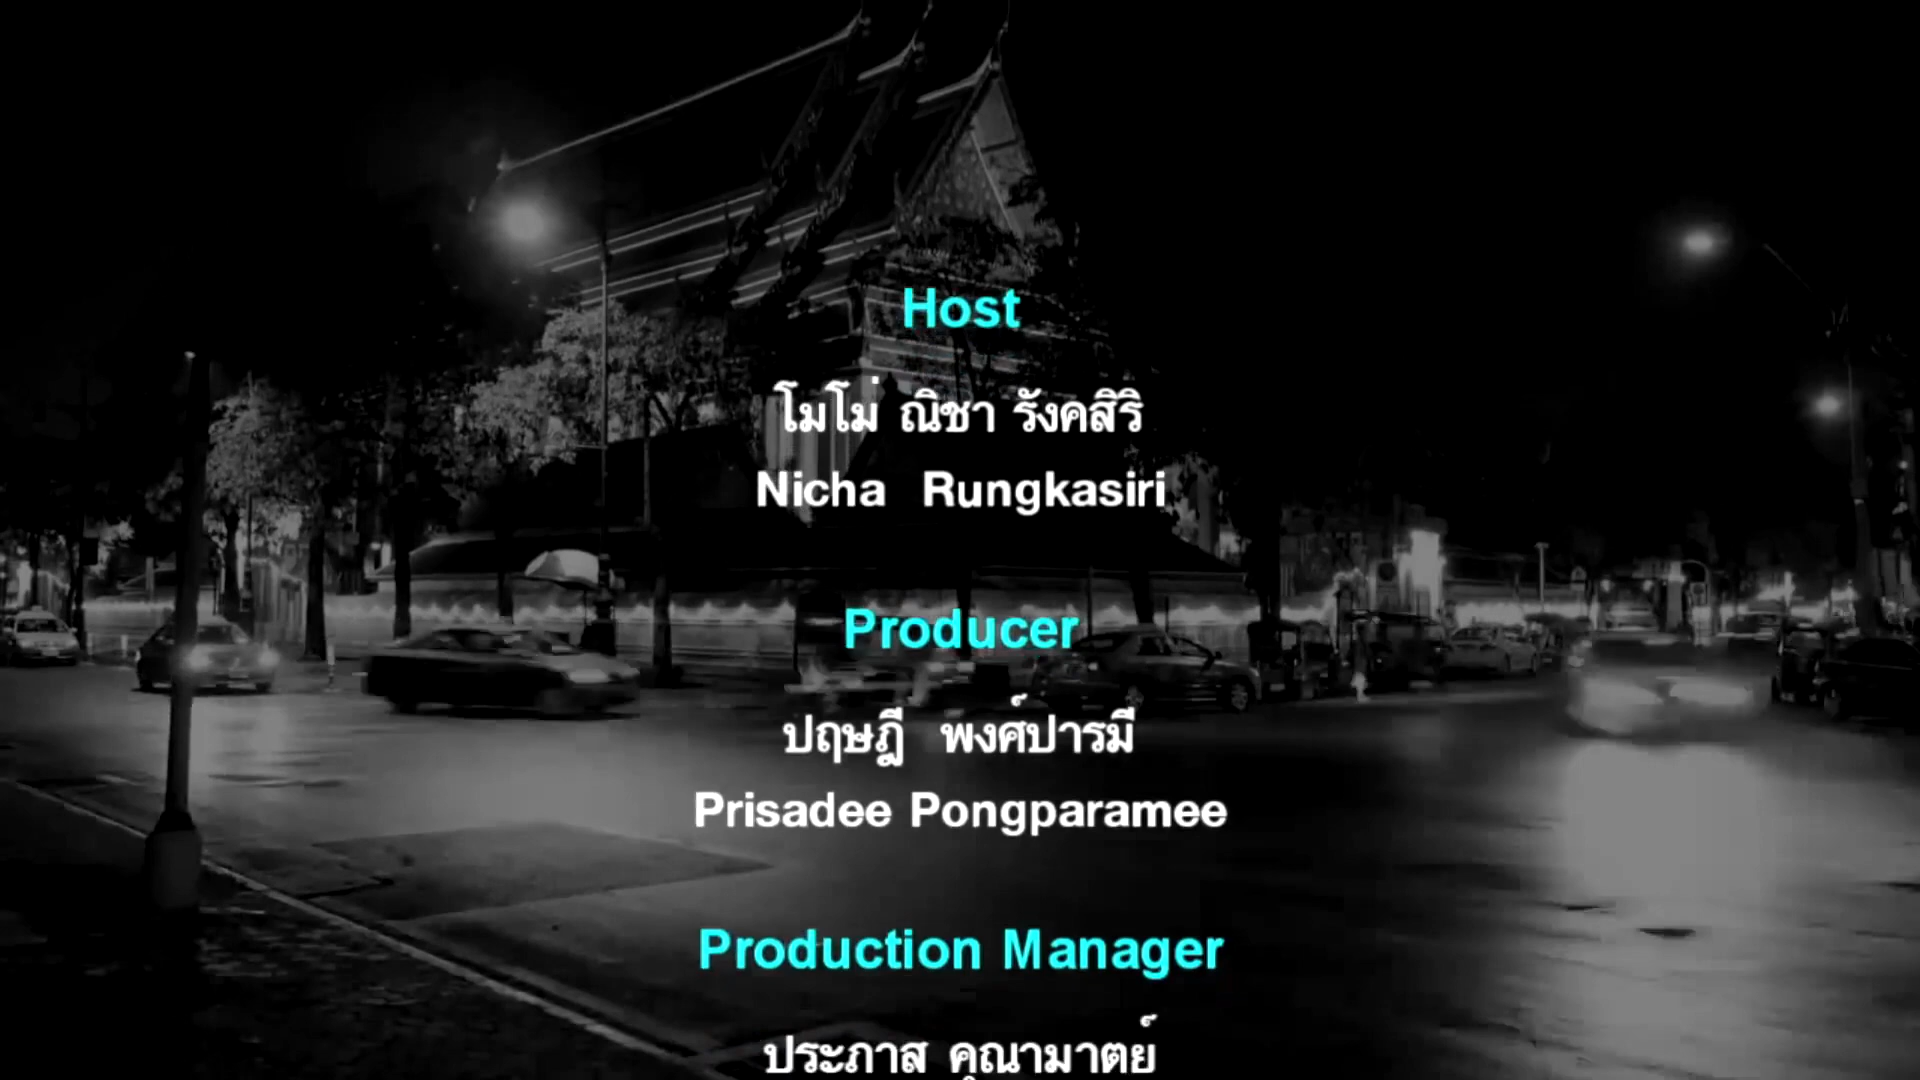 Host
โมโม่ ณิชา รังคสิริ
Nicha Rungkasiri
Producer
ปฤษฎี พงศ์ปารมี
Prisadee Pongparamee
Production Manager
ประภาส คุณามาตย์